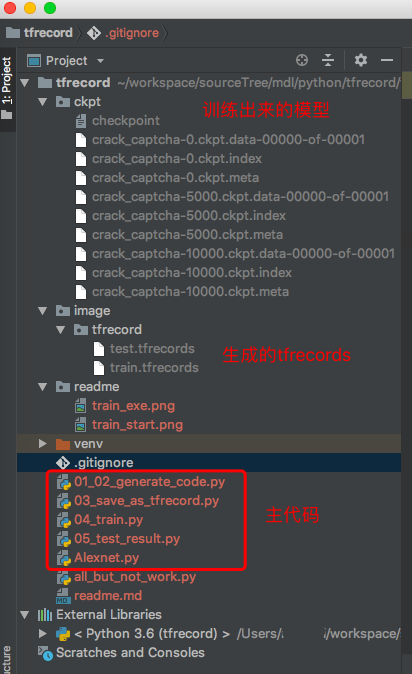 tfrecord .gitignore
1: Project
Project
tfrecord ~/workspace/sourceTree/mdl/python/tfrecord/
ckpt
训练出来的模型
checkpoint
crack_captcha-0.ckpt.data-00000-of-00001
crack_captcha-0.ckpt.index
crack_captcha-0.ckpt.meta
crack_captcha-5000.ckpt.data-00000-of-00001
crack_captcha-5000.ckpt.index
crack_captcha-5000.ckpt.meta
crack_captcha-10000.ckpt.data-00000-of-00001
crack_captcha-10000.ckpt.index
crack_captcha-10000.ckpt.meta
image
tfrecord
test.tfrecords
生成的tfrecords
train.tfrecords
readme
train_exe.png
train_start.png
venv
.gitignore
01_02_generate_code.py
03_save_as_tfrecord.py
04_train.py
主代码
05_test_result.py
Alexnet.py
all_but_not_work.py
readme.md
External Libraries
< Python 3.6 (tfrecord) > /Users/ /workspace/
Scratches and Consoles